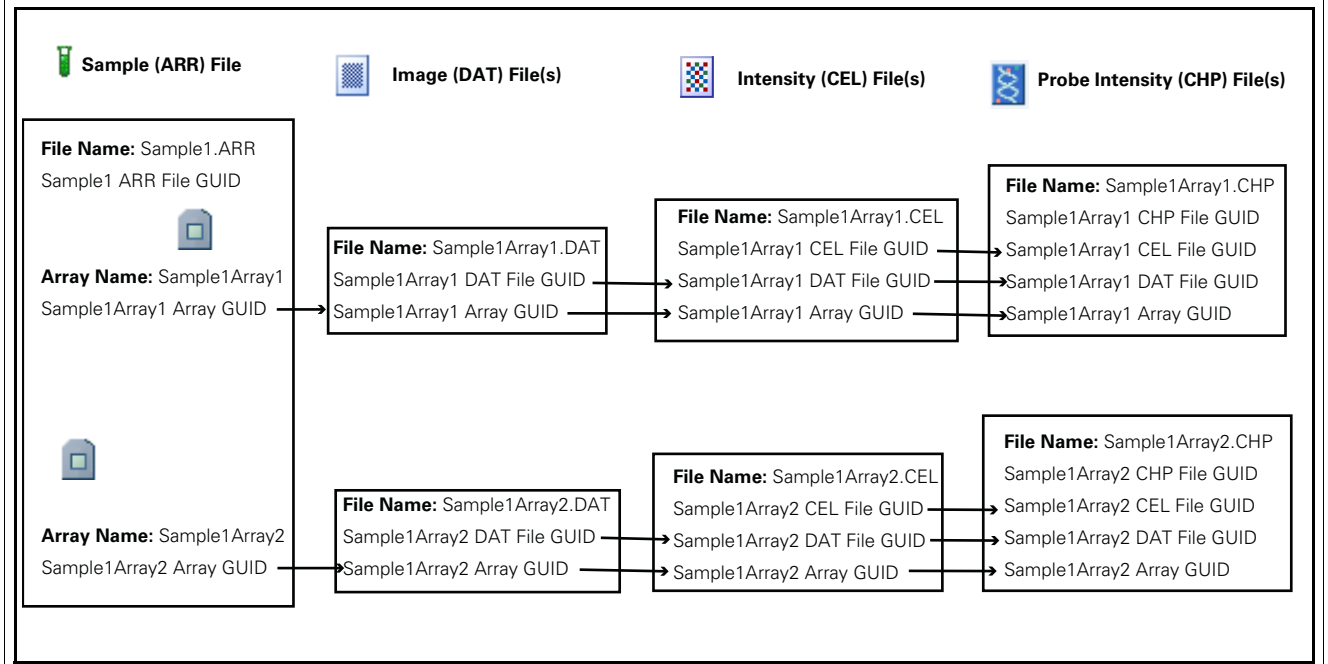 Sample (ARR) File
Image (DAT) File(s)
Intensity (CEL) File(s)
Probe Intensity (CHP) File(s)
File Name: Sample1.ARR
Sample1 ARR File GUID
Array Name: Sample1Array1
Sample1Array1 Array GUID
File Name: Sample1Array1.DAT
Sample1Array1 DAT File GUID
Sample1Array1 Array GUID
File Name: Sample1Array1.CEL
Sample1Array1 CEL File GUID
Sample1Array1 DAT File GUID
Sample1Array1 Array GUID
File Name: Sample1Array1.CHP
Sample1Array1 CHP File GUID
Sample1Array1 CEL File GUID
Sample1Array1 DAT File GUID
Sample1Array1 Array GUID
Array Name: Sample1Array2
Sample1Array2 Array GUID
File Name: Sample1Array2.DAT
Sample1Array2 DAT File GUID
Sample1Array2 Array GUID
File Name: Sample1Array2.CEL
Sample1Array2 CEL File GUID
Sample1Array2 DAT File GUID
Sample1Array2 Array GUID
File Name: Sample1Array2.CHP
Sample1Array2 CHP File GUID
Sample1Array2 CEL File GUID
Sample1Array2 DAT File GUID
Sample1Array2 Array GUID